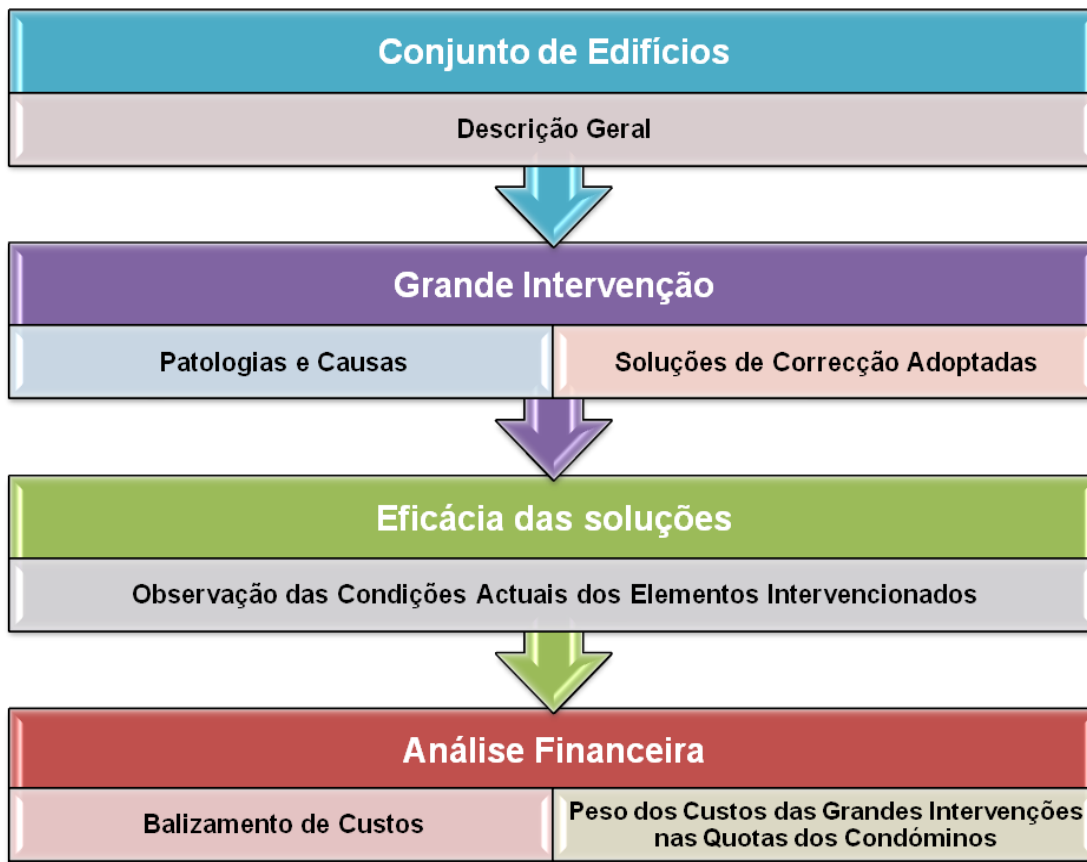 Conjunto de Edifícios
Descrição Geral
Grande Intervenção
Patologias e Causas
Soluções de Correcção Adoptadas
Eficácia das soluções
Observação das Condições Actuais dos Elementos Intervencionados
Análise Financeira
Balizamento de Custos
Peso dos Custos das Grandes Intervenções
nas Quotas dos Condóminos